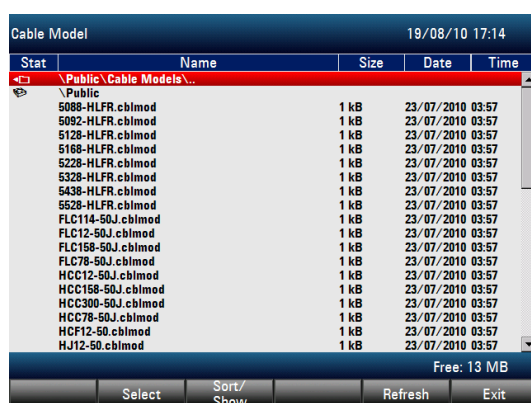 Cable Model 19/08/10 17:14
Stat Name Size Date Time
\Public\Cable Models\..
\Public
5088-HLFR.cblmod 1 kB 23/07/2010 03:57
5092-HLFR.cblmod 1 kB 23/07/2010 03:57
5128-HLFR.cblmod 1 kB 23/07/2010 03:57
5168-HLFR.cblmod 1 kB 23/07/2010 03:57
5228-HLFR.cblmod 1 kB 23/07/2010 03:57
5328-HLFR.cblmod 1 kB 23/07/2010 03:57
5438-HLFR.cblmod 1 kB 23/07/2010 03:57
5528-HLFR.cblmod 1 kB 23/07/2010 03:57
FLC114-50J.cblmod 1 kB 23/07/2010 03:57
FLC12-50J.cblmod 1 kB 23/07/2010 03:57
FLC158-50J.cblmod 1 kB 23/07/2010 03:57
FLC78-50J.cblmod 1 kB 23/07/2010 03:57
HCC12-50J.cblmod 1 kB 23/07/2010 03:57
HCC158-50J.cblmod 1 kB 23/07/2010 03:57
HCC300-50J.cblmod 1 kB 23/07/2010 03:57
HCC78-50J.cblmod 1 kB 23/07/2010 03:57
HCF12-50.cblmod 1 kB 23/07/2010 03:57
HJ12-50.cblmod 1 kB 23/07/2010 03:57
Free: 13 MB
Select Sort/ Refresh Exit
Show